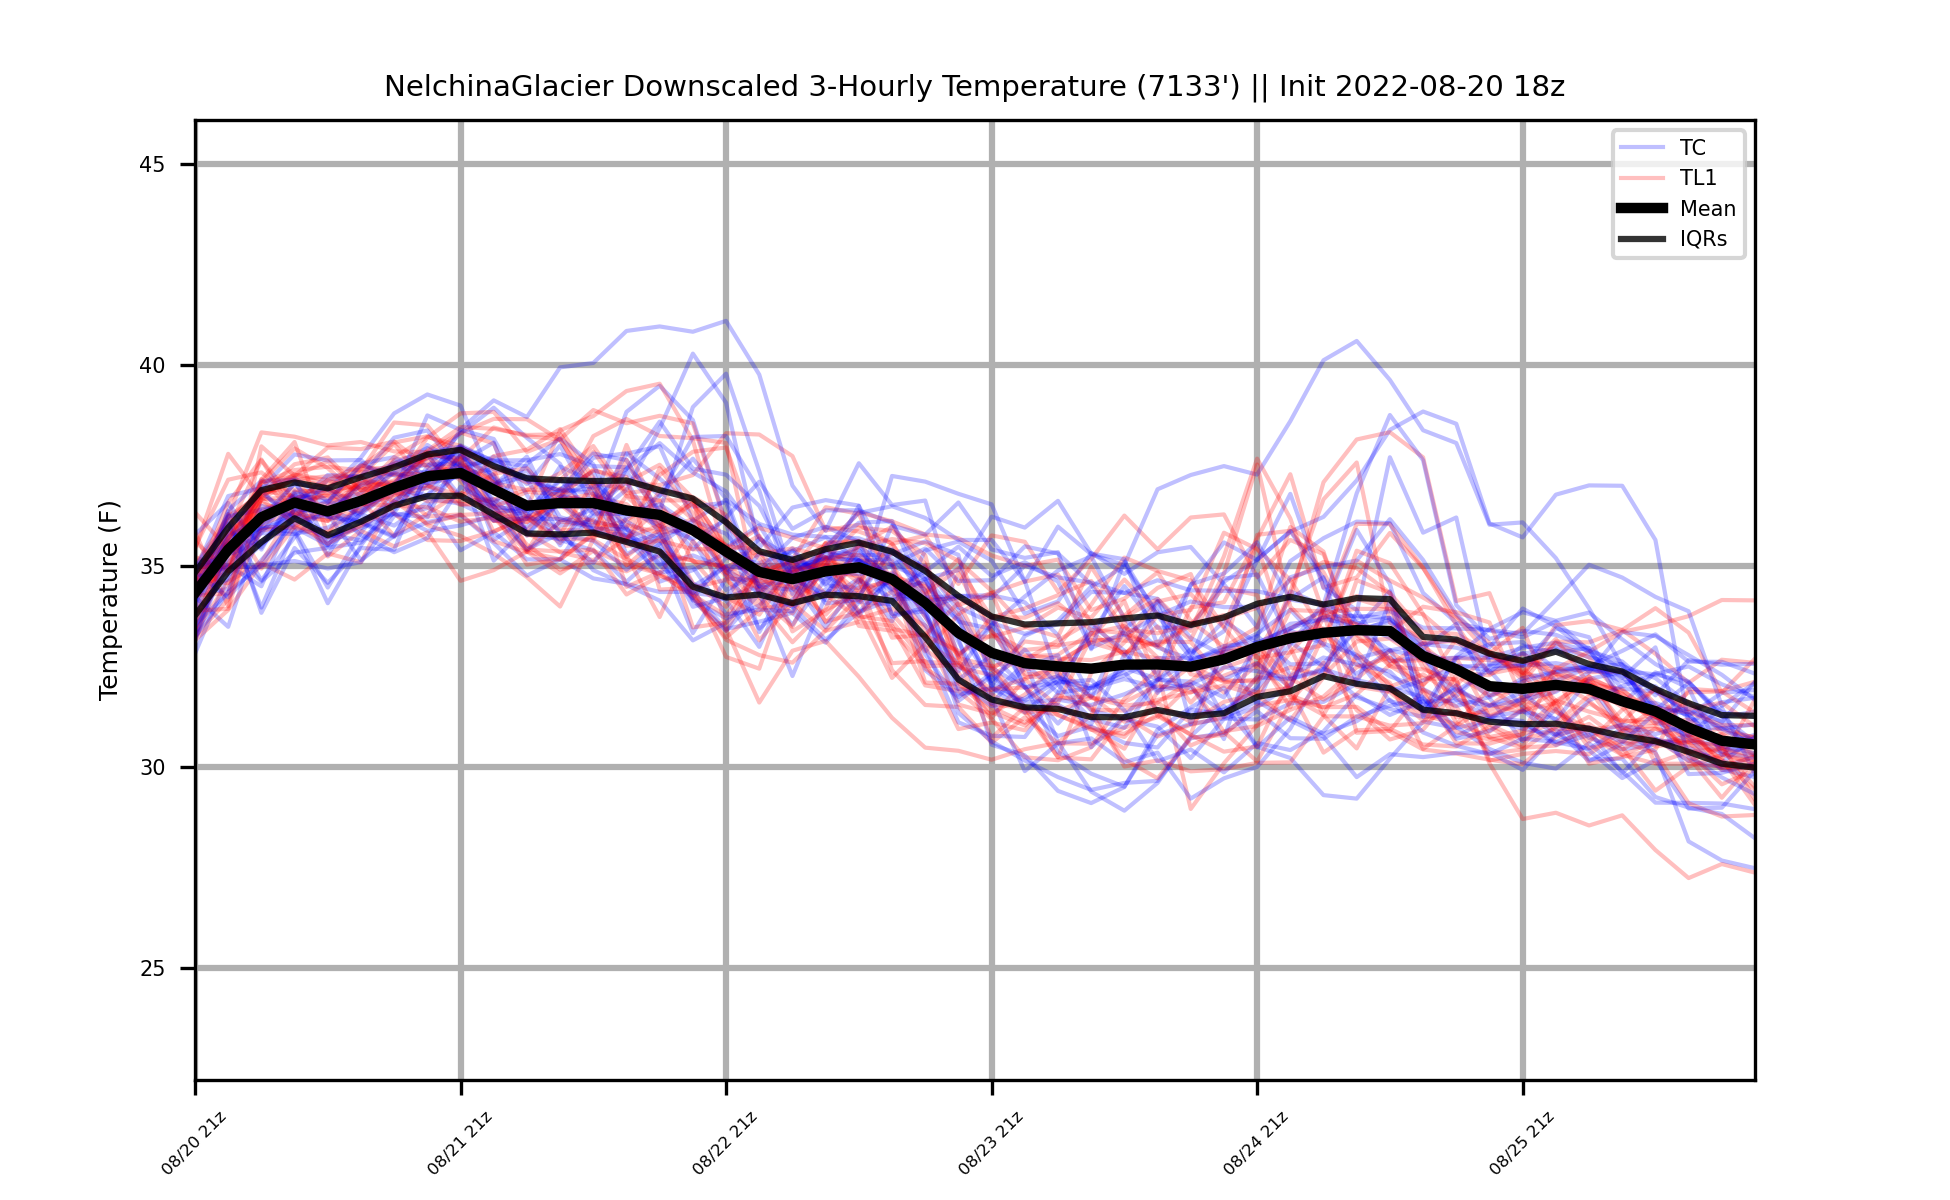 NelchinaGlacier Downscaled 3-Hourly Temperature (7133') || Init 2022-08-20 18z
TC
TL1
Mean
IQRs
Temperature (F)
45
40
35
30
25
08/20 21z
08/21 21z
08/22 21z
08/23 21z
08/24 21z
08/25 21z